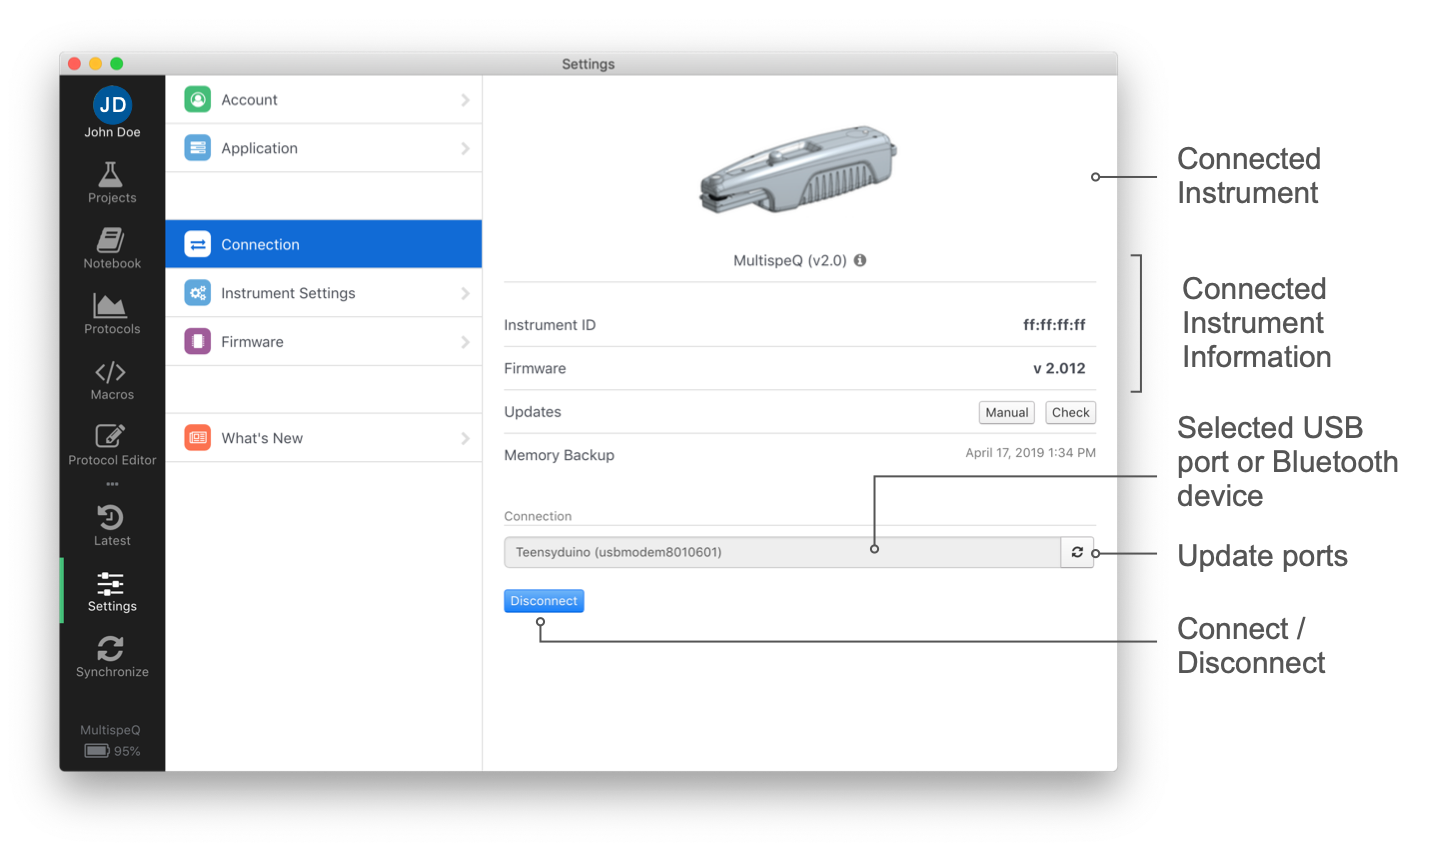 Settings
JD
John Doe
Projects
Notebook
Protocols
Macros
Protocol Editor
Latest
Settings
Synchronize
MultispeQ
95%
Account
Application
Connection
Instrument Settings
Firmware
What's New
MultispeQ (v2.0)
Instrument ID ff:ff:ff:ff
Firmware v 2.012
Updates Manual Check
Memory Backup April 17, 2019 1:34 PM
Connection
Teensyduino (usbmodem8010601)
Disconnect
Connected
Instrument
Connected
Instrument
Information
Selected USB
port or Bluetooth
device
Update ports
Connect /
Disconnect